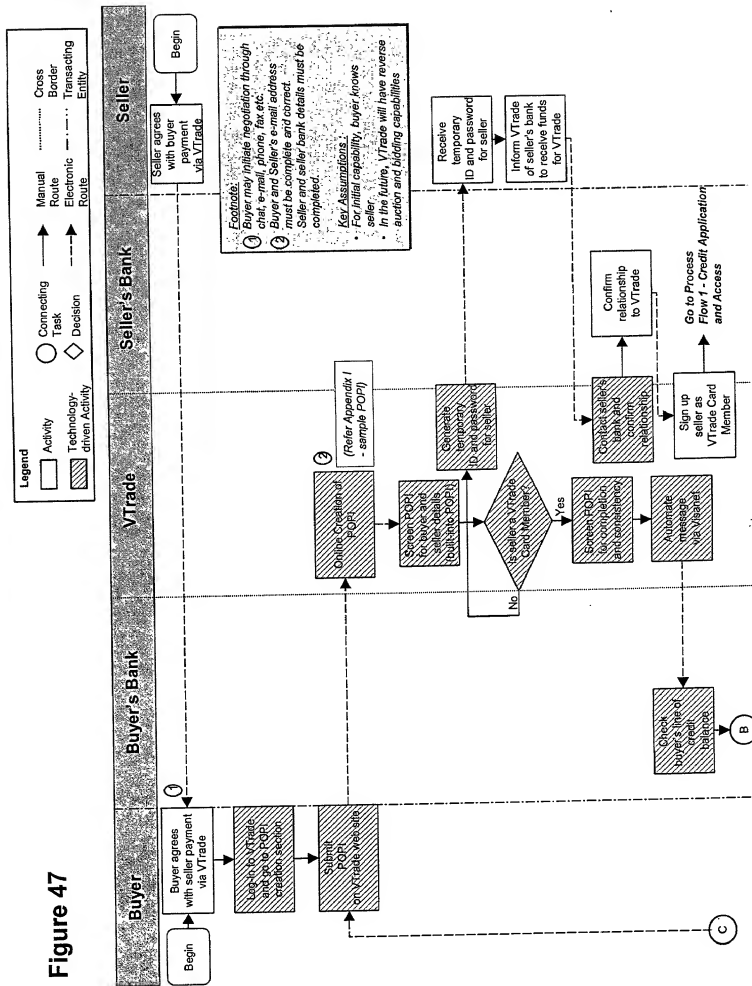 Figure 47
Legend
Activity
Technology-
driven Activity
Connecting
Task
Decision
Manual
Route
Electronic
Route
Cross
Border
Transacting
Entity
Buyer
Buyer's Bank
VTrade
Seller's Bank
Seller
Begin
Buyer agrees
with seller payment
via VTrade
1
Log-in to VTrade
and go to POPI
creation section
Submit
POPI
on VTrade web site
C
Check
buyer's line of
credit
balance
B
Online Creation of
POPI
2
(Refer Appendix I
- sample POPI)
Screen POPI
for buyer and
seller details
(built-into POPI)
Is seller a VTrade
Card Member?
No
Yes
Generate
temporary
ID and password
for seller
Screen POPI
for completion
and consistency
Automate
message
via Visanet
Contact seller's
bank and
confirm
relationship
Sign up
seller as
VTrade Card
Member
Confirm
relationship
to VTrade
Go to Process
Flow 1 - Credit Application
and Access
Begin
Seller agrees
with buyer
payment
via VTrade
Footnote:
1 Buyer may initiate negotiation through
chat, e-mail, phone, fax etc.
2 Buyer and Seller's e-mail address
must be complete and correct.
Seller and seller bank details must be
completed.
Key Assumptions :
• For initial capability, buyer knows
seller
• In the future, VTrade will have reverse
auction and bidding capabilities
Receive
temporary
ID and password
for seller
Inform VTrade
of seller's bank
to receive funds
for VTrade